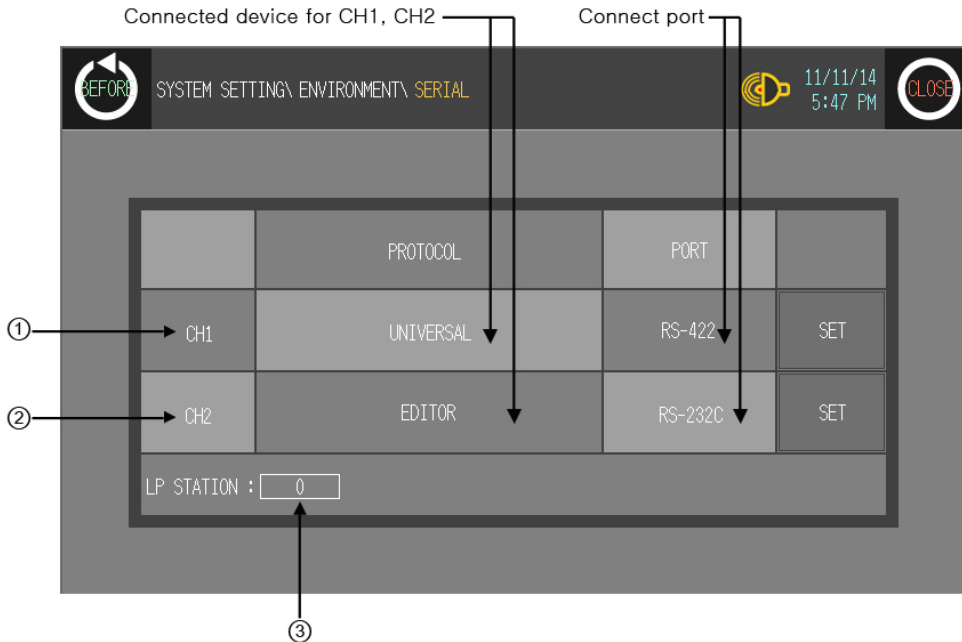 Connected device for CH1, CH2 Connect port
BEFORE SYSTEM SETTING\ ENVIRONMENT\ SERIAL 11/11/14 CLOSE
5:47 PM
PROTOCOL PORT
① CH1 UNIVERSAL RS-422 SET
② CH2 EDITOR RS-232C SET
LP STATION : 0
③